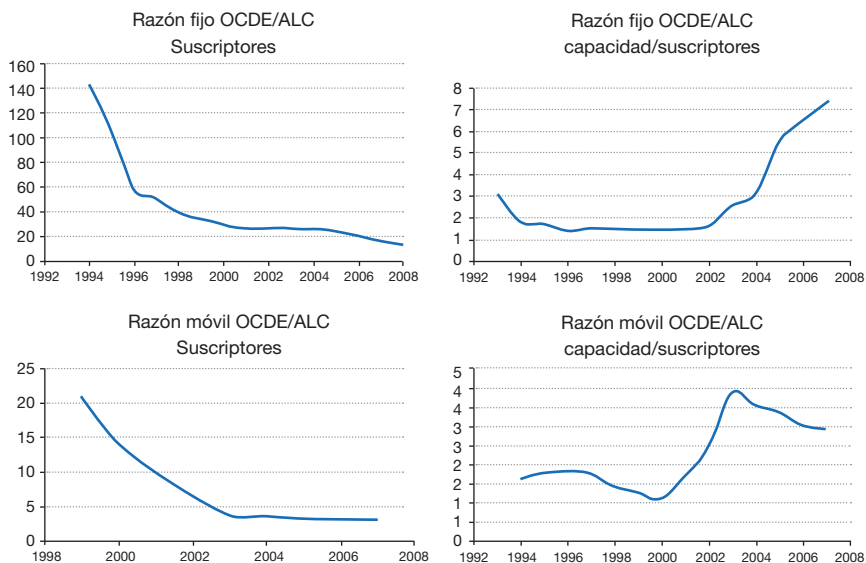 Razón fijo OCDE/ALC
Suscriptores
160
140
120
100
80
60
40
20
0
1992 1994 1996 1998 2000 2002 2004 2006 2008
Razón fijo OCDE/ALC
capacidad/suscriptores
8
7
6
5
4
3
2
1
0
1992 1994 1996 1998 2000 2002 2004 2006 2008
Razón móvil OCDE/ALC
Suscriptores
25
20
15
10
5
0
1998 2000 2002 2004 2006 2008
Razón móvil OCDE/ALC
capacidad/suscriptores
5
4
4
3
3
2
2
1
1
0
1992 1994 1996 1998 2000 2002 2004 2006 2008